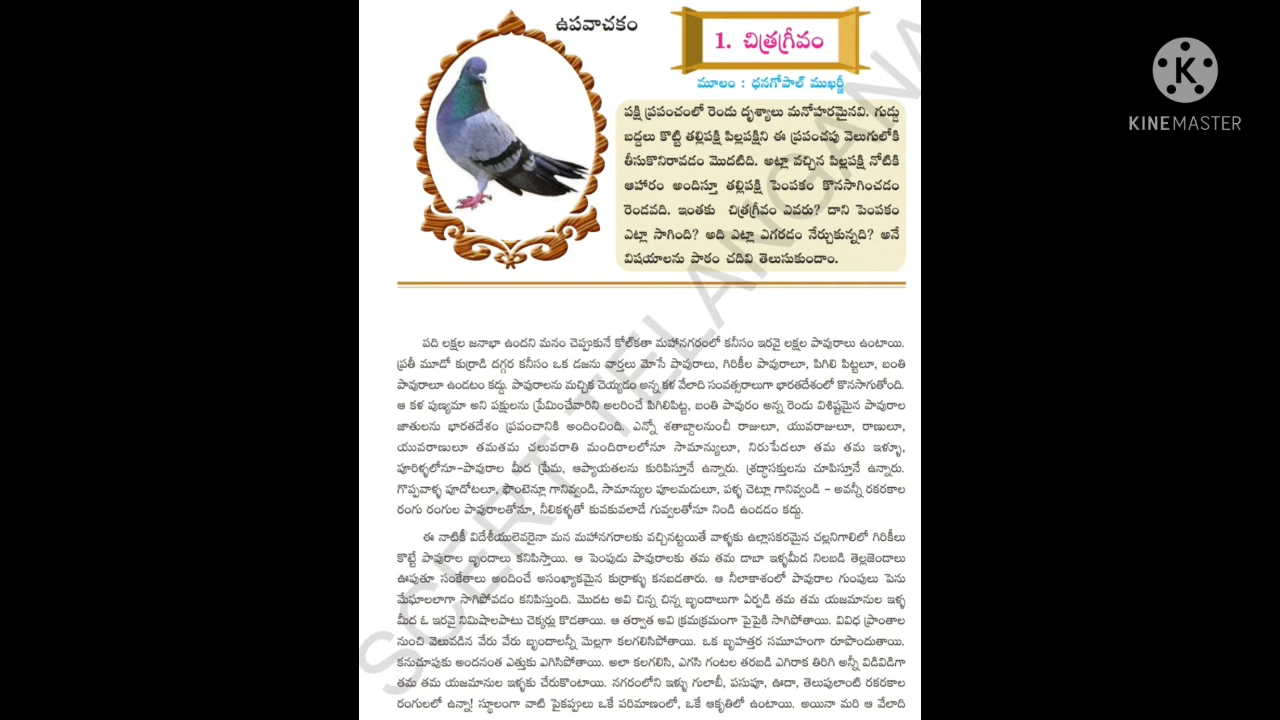 ఉపవాచకం
1. చిత్రగ్రీవం
మూలం : ధనగోపాల్ ముఖర్జీ
పక్షి ప్రపంచంలో రెండు దృశ్యాలు మనోహరమైనవి. గుడ్డు
బద్దలు కొట్టి తల్లిపక్షి పిల్లపక్షిని ఈ ప్రపంచపు వెలుగులోకి
తీసుకొనిరావడం మొదటిది. అట్లా వచ్చిన పిల్లపక్షి నోటికి
ఆహారం అందిస్తూ తల్లిపక్షి పెంపకం కొనసాగించడం
రెండవది. ఇంతకు చిత్రగ్రీవం ఎవరు? దాని పెంపకం
ఎట్లా సాగింది? అది ఎట్లా ఎగరడం నేర్చుకున్నది? అనే
విషయాలను పాఠం చదివి తెలుసుకుందాం.
K
KINEMASTER
పది లక్షల జనాభా ఉందని మనం చెప్పుకునే కోల్‌కతా మహానగరంలో కనీసం ఇరవై లక్షల పావురాలు ఉంటాయి.
ప్రతీ మూడో కుర్రాడి దగ్గర కనీసం ఒక డజను వార్తలు మోసే పావురాలు, గిరికీల పావురాలూ, పిగిలి పిట్టలూ, బంతి
పావురాలూ ఉండటం కద్దు. పావురాలను మచ్చిక చెయ్యడం అన్న కళ వేలాది సంవత్సరాలుగా భారతదేశంలో కొనసాగుతోంది.
ఆ కళ పుణ్యమా అని పక్షులను ప్రేమించేవారిని అలరించే పిగిలిపిట్ట, బంతి పావురం అన్న రెండు విశిష్టమైన పావురాల
జాతులను భారతదేశం ప్రపంచానికి అందించింది. ఎన్నో శతాబ్దాలనుంచీ రాజులూ, యువరాజులూ, రాణులూ,
యువరాణులూ తమతమ చలువరాతి మందిరాలలోనూ సామాన్యులూ, నిరుపేదలూ తమ తమ ఇళ్ళూ,
పూరిళ్ళలోనూ-పావురాల మీద ప్రేమ, ఆప్యాయతలను కురిపిస్తూనే ఉన్నారు. శ్రద్ధాసక్తులను చూపిస్తూనే ఉన్నారు.
గొప్పవాళ్ళ పూదోటలూ, ఫౌంటెన్లూ గానివ్వండి, సామాన్యుల పూలమడులూ, పళ్ళ చెట్లూ గానివ్వండి - అవన్నీ రకరకాల
రంగు రంగుల పావురాలతోనూ, నీలికళ్ళతో కువకువలాడే గువ్వలతోనూ నిండి ఉండడం కద్దు.
ఈ నాటికీ విదేశీయులెవరైనా మన మహానగరాలకు వచ్చినట్టయితే వాళ్ళకు ఉల్లాసకరమైన చల్లనిగాలిలో గిరికీలు
కొట్టే పావురాల బృందాలు కనిపిస్తాయి. ఆ పెంపుడు పావురాలకు తమ తమ డాబా ఇళ్ళమీద నిలబడి తెల్లజెండాలు
ఊపుతూ సంకేతాలు అందించే అసంఖ్యాకమైన కుర్రాళ్ళు కనబడతారు. ఆ నీలాకాశంలో పావురాల గుంపులు పెను
మేఘాలలాగా సాగిపోవడం కనిపిస్తుంది. మొదట అవి చిన్న చిన్న బృందాలుగా ఏర్పడి తమ తమ యజమానుల ఇళ్ళ
మీద ఓ ఇరవై నిమిషాలపాటు చెక్కర్లు కొడతాయి. ఆ తర్వాత అవి క్రమక్రమంగా పైపైకి సాగిపోతాయి. వివిధ ప్రాంతాల
నుంచి వెలువడిన వేరు వేరు బృందాలన్నీ మెల్లగా కలగలిసిపోతాయి. ఒక బృహత్తర సమూహంగా రూపొందుతాయి.
కనుచూపుకు అందనంత ఎత్తుకు ఎగిసిపోతాయి. అలా కలగలిసి, ఎగసి గంటల తరబడి ఎగిరాక తిరిగి అన్నీ విడివిడిగా
తమ తమ యజమానుల ఇళ్ళకు చేరుకొంటాయి. నగరంలోని ఇళ్ళు గులాబీ, పసుపూ, ఊదా, తెలుపులాంటి రకరకాల
రంగులలో ఉన్నా! స్థూలంగా వాటి పైకప్పులు ఒకే పరిమాణంలో, ఒకే ఆకృతిలో ఉంటాయి. అయినా మరి ఆ వేలాది
SCERT TELANGANA